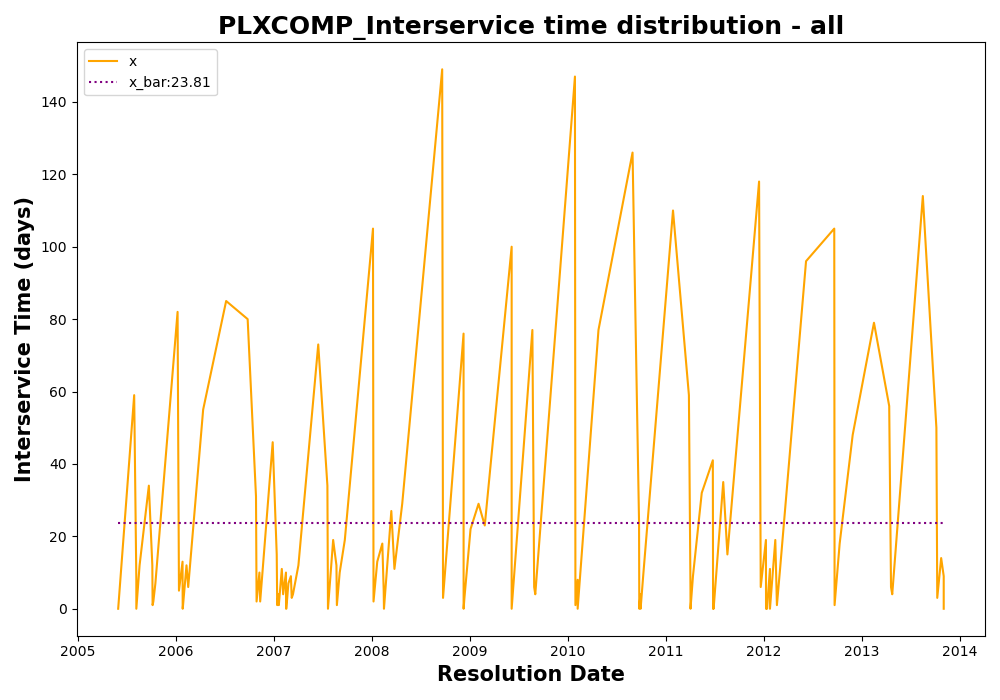 PLXCOMP_Interservice time distribution - all
x
x_bar:23.81
Interservice Time (days)
140
120
100
80
60
40
20
0
2005 2006 2007 2008 2009 2010 2011 2012 2013 2014
Resolution Date